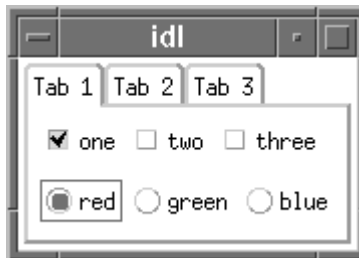 idl
Tab 1 Tab 2 Tab 3
one two three
red green blue